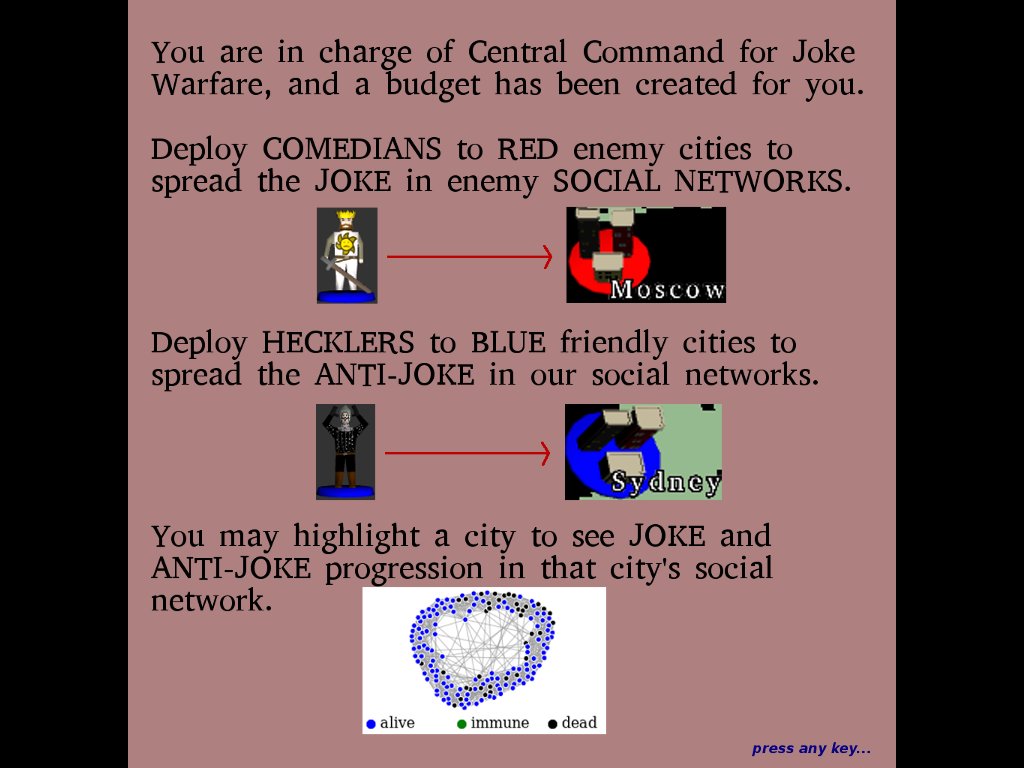 You are in charge of Central Command for Joke
Warfare, and a budget has been created for you.
Deploy COMEDIANS to RED enemy cities to
spread the JOKE in enemy SOCIAL NETWORKS.
Moscow
Deploy HECKLERS to BLUE friendly cities to
spread the ANTI-JOKE in our social networks.
Sydney
You may highlight a city to see JOKE and
ANTI-JOKE progression in that city's social
network.
alive immune dead
press any key...